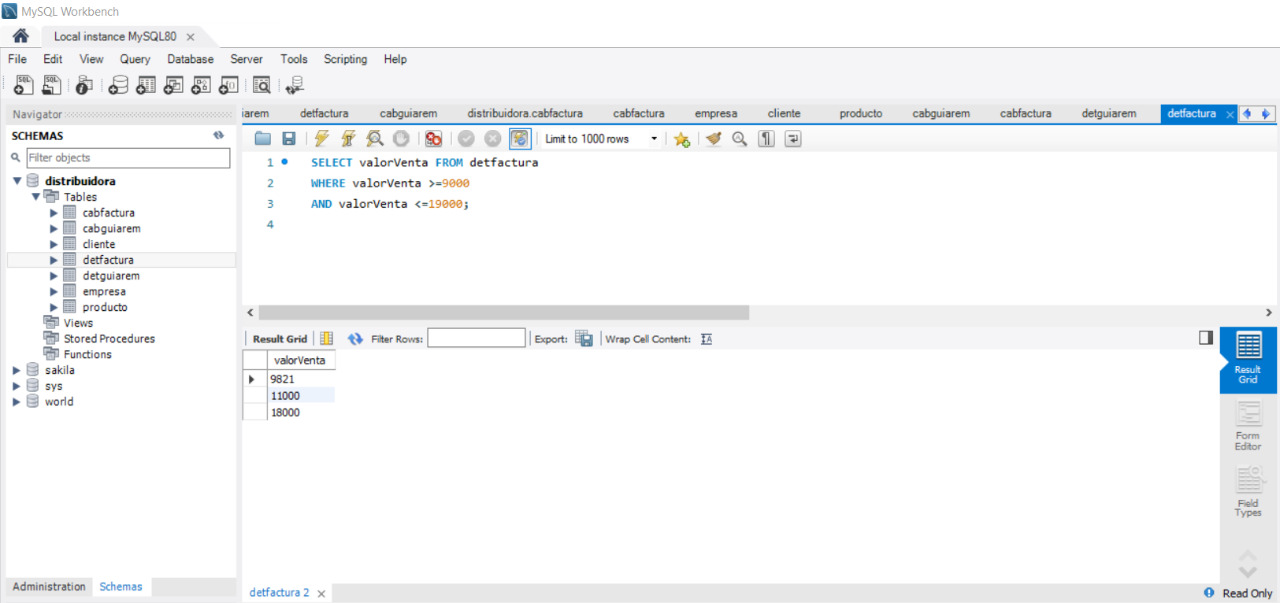 MySQL Workbench
Local instance MySQL80
File Edit View Query Database Server Tools Scripting Help
Navigator
SCHEMAS
Filter objects
distribuidora
Tables
cabfactura
cabguiarem
cliente
detfactura
detguiarem
empresa
producto
Views
Stored Procedures
Functions
sakila
sys
world
Administration Schemas
iarem detfactura cabguiarem distribuidora.cabfactura cabfactura empresa cliente producto cabguiarem cabfactura detguiarem detfactura
Limit to 1000 rows
1 SELECT valorVenta FROM detfactura
2 WHERE valorVenta >=9000
3 AND valorVenta <=19000;
4
Result Grid Filter Rows: Export: Wrap Cell Content:
valorVenta
9821
11000
18000
Result
Grid
Form
Editor
Field
Types
detfactura 2
Read Only